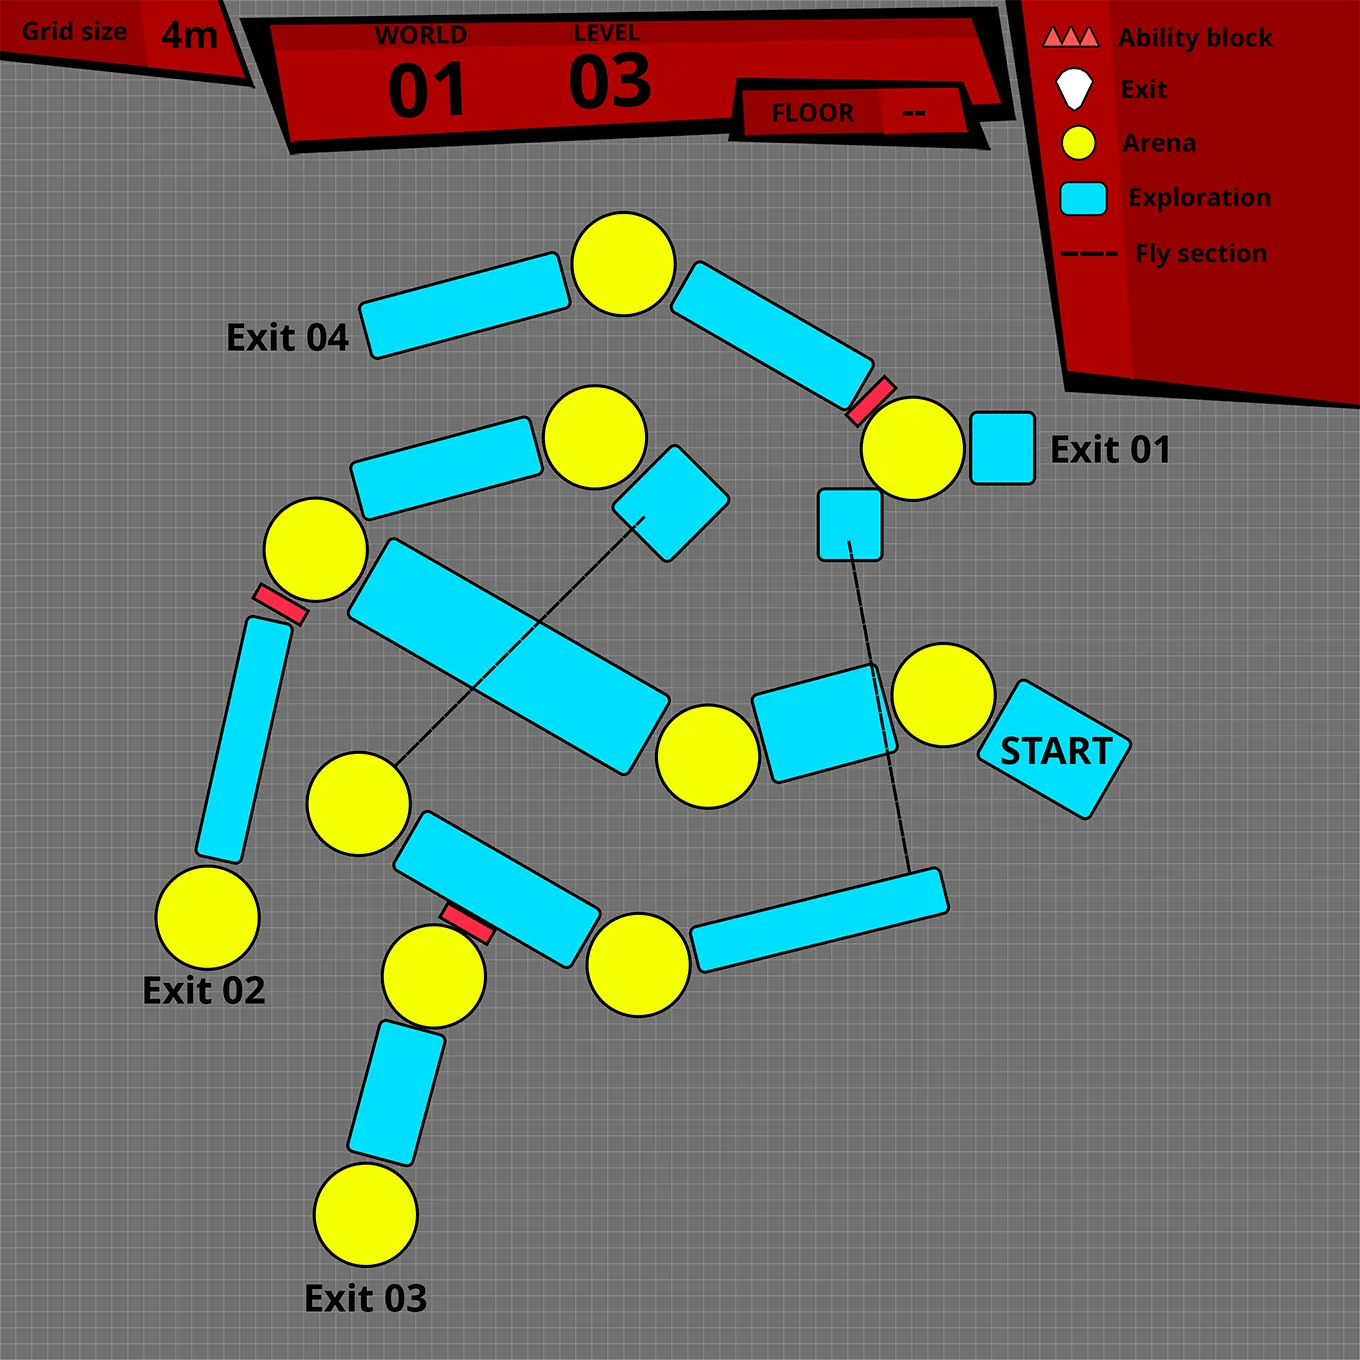 Grid size 4m
WORLD LEVEL
01 03
FLOOR --
Ability block
Exit
Arena
Exploration
Fly section
Exit 04
Exit 01
START
Exit 02
Exit 03